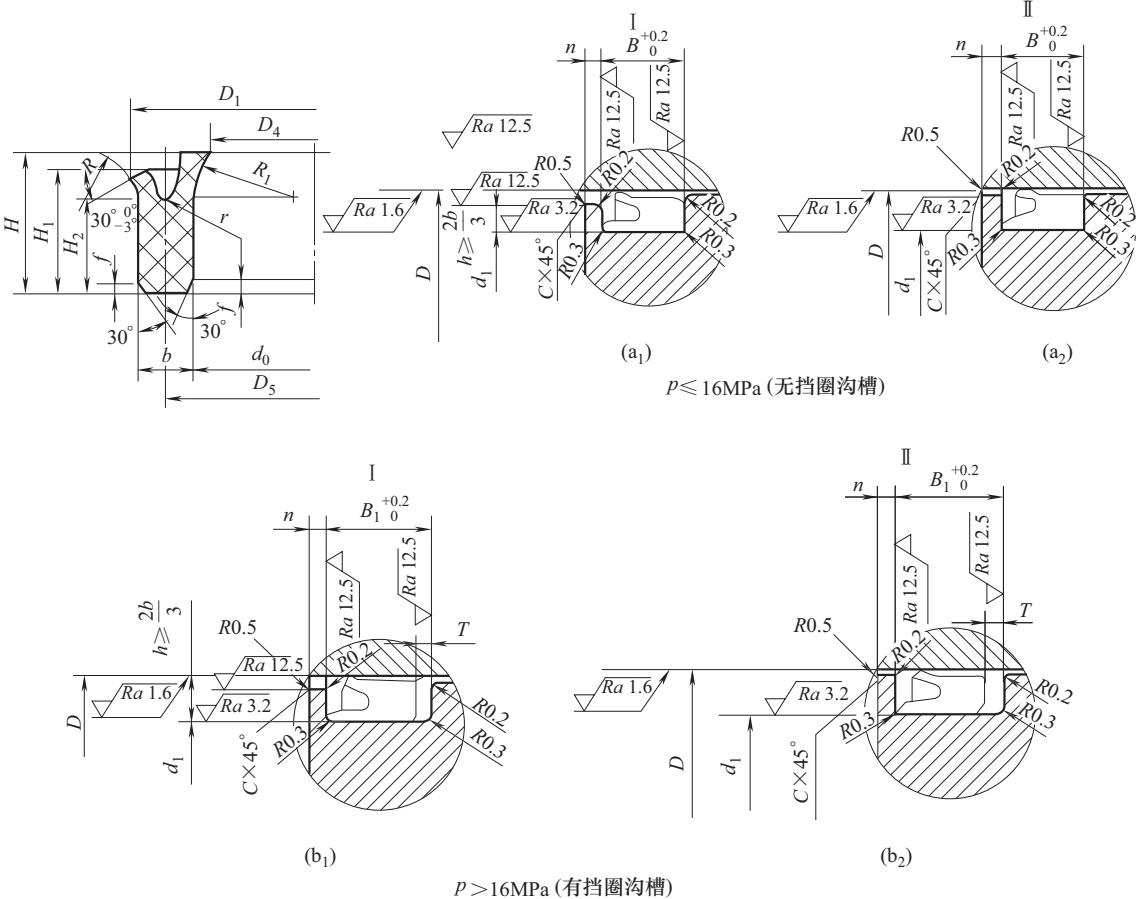 D₁
D₄
R
R₁
30° 0/−3°
r
H
H₁
H₂
f
f
30°
30°
b
d₀
D₅
Ⅰ
n
B +0.2/0
Ra 12.5
Ra 12.5
Ra 12.5
R0.5
R0.2
Ra 12.5
Ra 1.6
Ra 3.2
R0.2
R0.3
R0.3
h≥2b/3
D
d₁
C×45°
(a₁)
Ⅱ
n
B +0.2/0
Ra 12.5
Ra 12.5
R0.5
R0.2
Ra 1.6
Ra 3.2
R0.2
R0.3
R0.3
D
d₁
C×45°
(a₂)
p≤16MPa (无挡圈沟槽)
Ⅰ
n
B₁ +0.2/0
Ra 12.5
Ra 12.5
h≥2b/3
R0.5
T
R0.2
Ra 12.5
Ra 1.6
Ra 3.2
R0.2
R0.3
R0.3
D
d₁
C×45°
(b₁)
Ⅱ
n
B₁ +0.2/0
Ra 12.5
Ra 12.5
T
R0.5
R0.2
Ra 1.6
Ra 3.2
R0.2
R0.3
R0.3
D
d₁
C×45°
(b₂)
p＞16MPa (有挡圈沟槽)